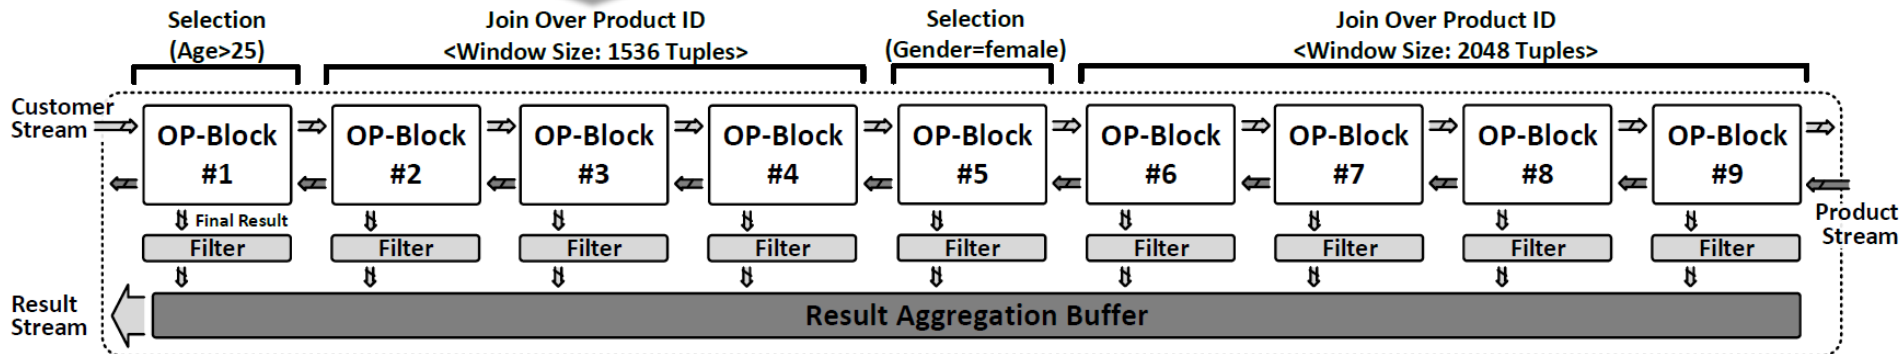 Selection
(Age>25)
Join Over Product ID
<Window Size: 1536 Tuples>
Selection
(Gender=female)
Join Over Product ID
<Window Size: 2048 Tuples>
Customer
Stream
OP-Block
#1
OP-Block
#2
OP-Block
#3
OP-Block
#4
OP-Block
#5
OP-Block
#6
OP-Block
#7
OP-Block
#8
OP-Block
#9
Product
Stream
Final Result
Filter
Filter
Filter
Filter
Filter
Filter
Filter
Filter
Filter
Result
Stream
Result Aggregation Buffer